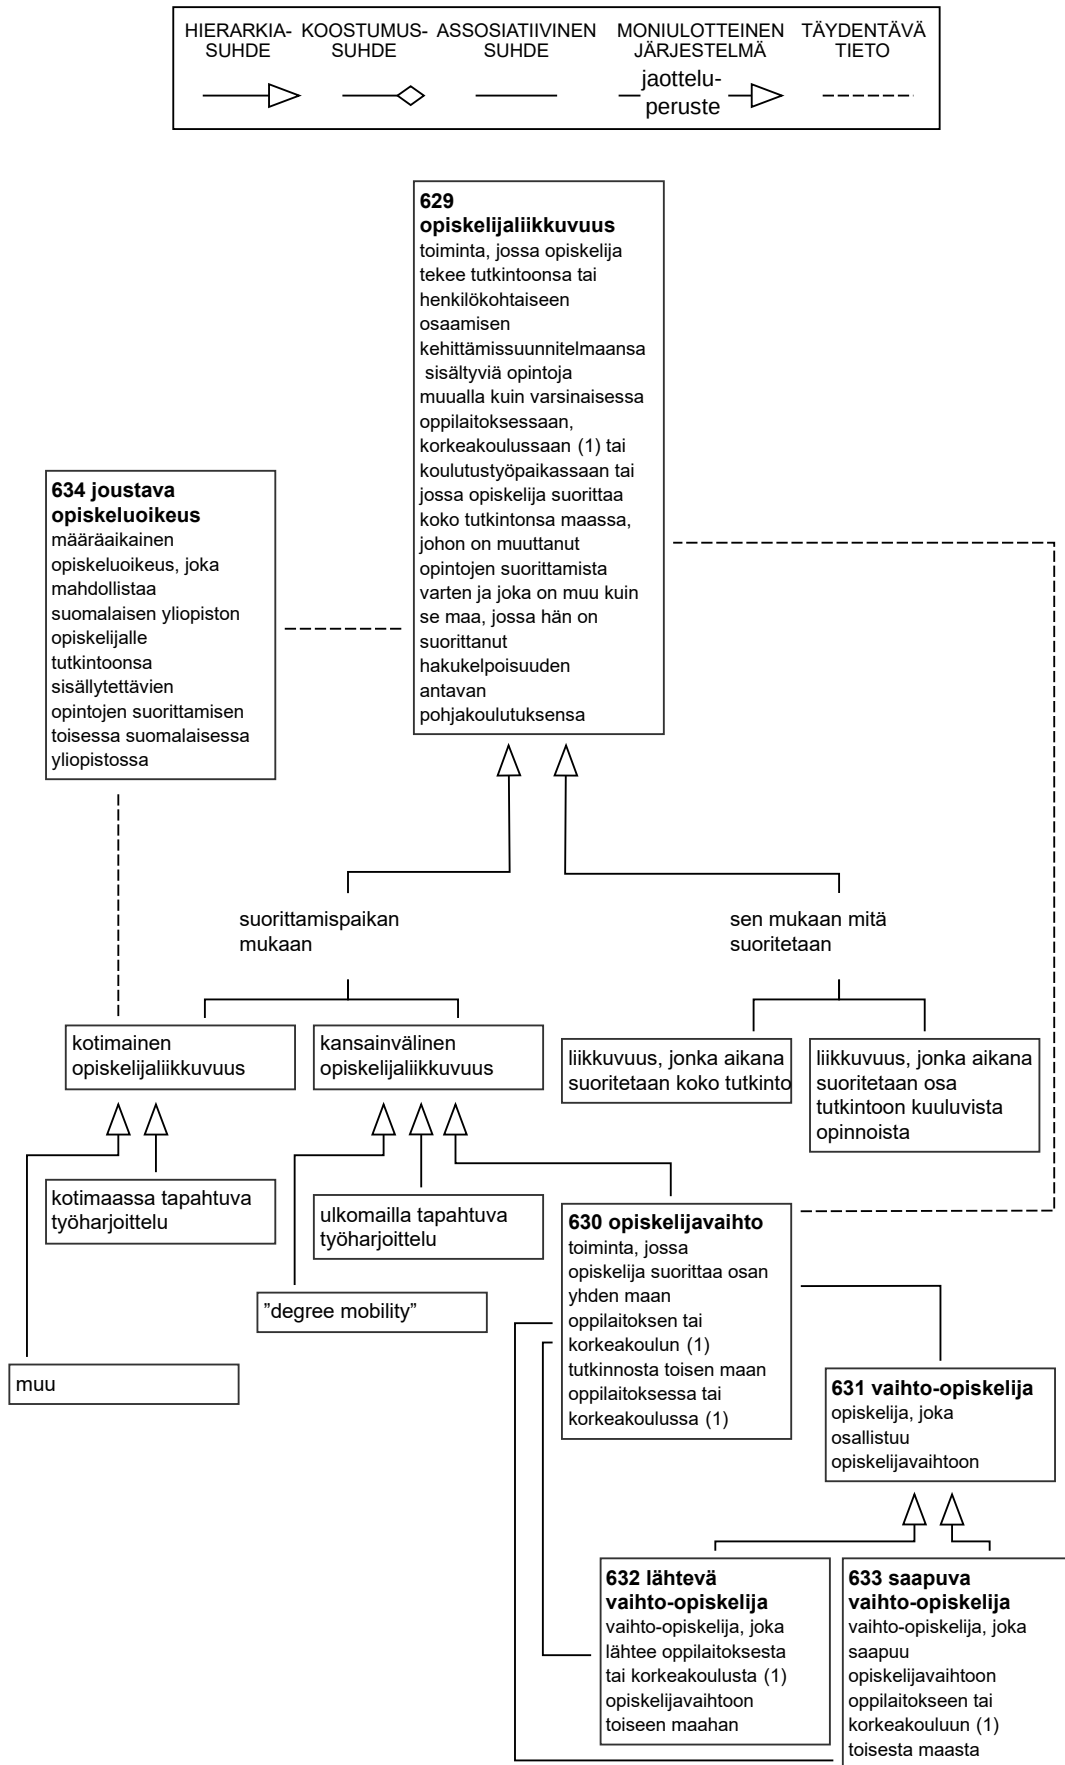 HIERARKIA-
SUHDE
KOOSTUMUS-
SUHDE
ASSOSIATIIVINEN
SUHDE
MONIULOTTEINEN
JÄRJESTELMÄ
jaottelu-
peruste
TÄYDENTÄVÄ
TIETO
629
opiskelijaliikkuvuus
toiminta, jossa opiskelija
tekee tutkintoonsa tai
henkilökohtaiseen
osaamisen
kehittämissuunnitelmaansa
sisältyviä opintoja
muualla kuin varsinaisessa
oppilaitoksessaan,
korkeakoulussaan (1) tai
koulutustyöpaikassaan tai
jossa opiskelija suorittaa
koko tutkintonsa maassa,
johon on muuttanut
opintojen suorittamista
varten ja joka on muu kuin
se maa, jossa hän on
suorittanut
hakukelpoisuuden
antavan
pohjakoulutuksensa
634 joustava
opiskeluoikeus
määräaikainen
opiskeluoikeus, joka
mahdollistaa
suomalaisen yliopiston
opiskelijalle
tutkintoonsa
sisällytettävien
opintojen suorittamisen
toisessa suomalaisessa
yliopistossa
suorittamispaikan
mukaan
sen mukaan mitä
suoritetaan
kotimainen
opiskelijaliikkuvuus
kansainvälinen
opiskelijaliikkuvuus
liikkuvuus, jonka aikana
suoritetaan koko tutkinto
liikkuvuus, jonka aikana
suoritetaan osa
tutkintoon kuuluvista
opinnoista
kotimaassa tapahtuva
työharjoittelu
ulkomailla tapahtuva
työharjoittelu
630 opiskelijavaihto
toiminta, jossa
opiskelija suorittaa osan
yhden maan
oppilaitoksen tai
korkeakoulun (1)
tutkinnosta toisen maan
oppilaitoksessa tai
korkeakoulussa (1)
”degree mobility”
muu
631 vaihto-opiskelija
opiskelija, joka
osallistuu
opiskelijavaihtoon
632 lähtevä
vaihto-opiskelija
vaihto-opiskelija, joka
lähtee oppilaitoksesta
tai korkeakoulusta (1)
opiskelijavaihtoon
toiseen maahan
633 saapuva
vaihto-opiskelija
vaihto-opiskelija, joka
saapuu
opiskelijavaihtoon
oppilaitokseen tai
korkeakouluun (1)
toisesta maasta